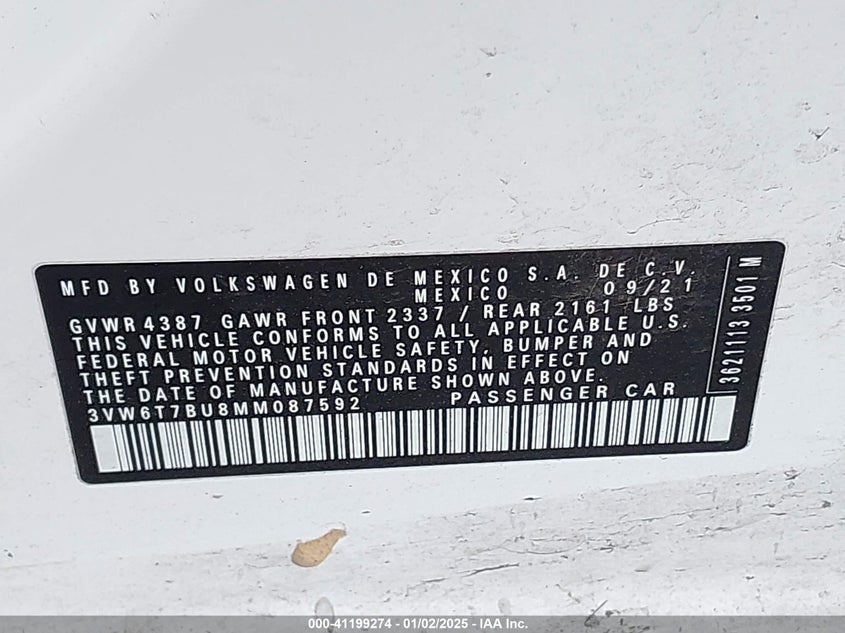 MFD BY VOLKSWAGEN DE MEXICO S.A. DE C.V.
MEXICO 09/21
GVWR 4387 GAWR FRONT 2337 / REAR 2161 LBS
THIS VEHICLE CONFORMS TO ALL APPLICABLE U.S.
FEDERAL MOTOR VEHICLE SAFETY, BUMPER AND
THEFT PREVENTION STANDARDS IN EFFECT ON
THE DATE OF MANUFACTURE SHOWN ABOVE.
3VW6T7BU8MM087592 PASSENGER CAR
3621113 3501 M
000-41199274 - 01/02/2025 - IAA Inc.